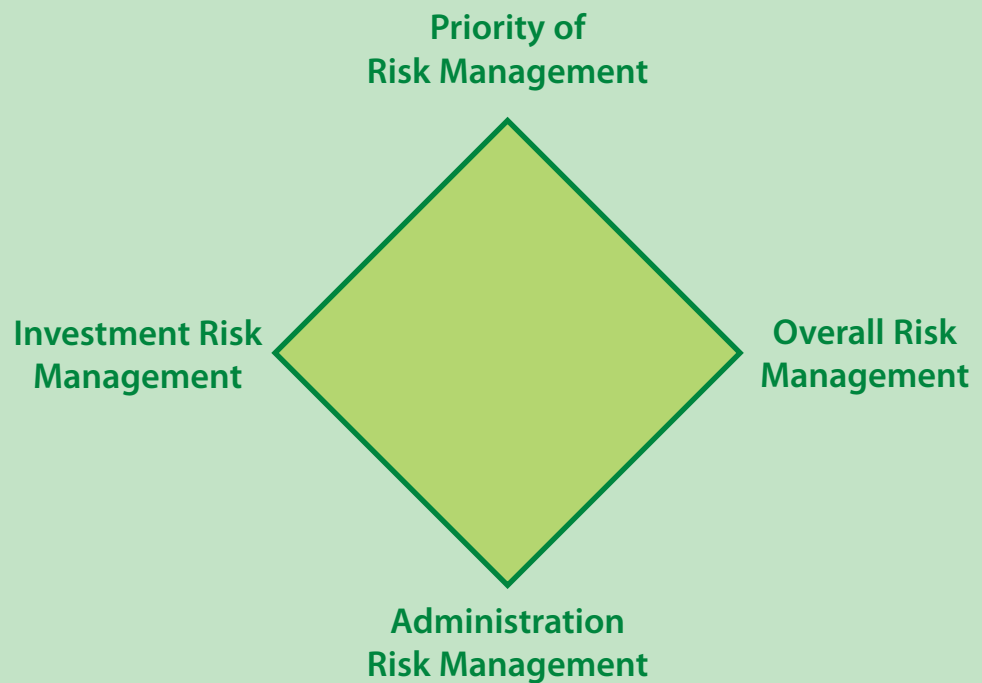 Priority of
Risk Management
Investment Risk
Management
Overall Risk
Management
Administration
Risk Management